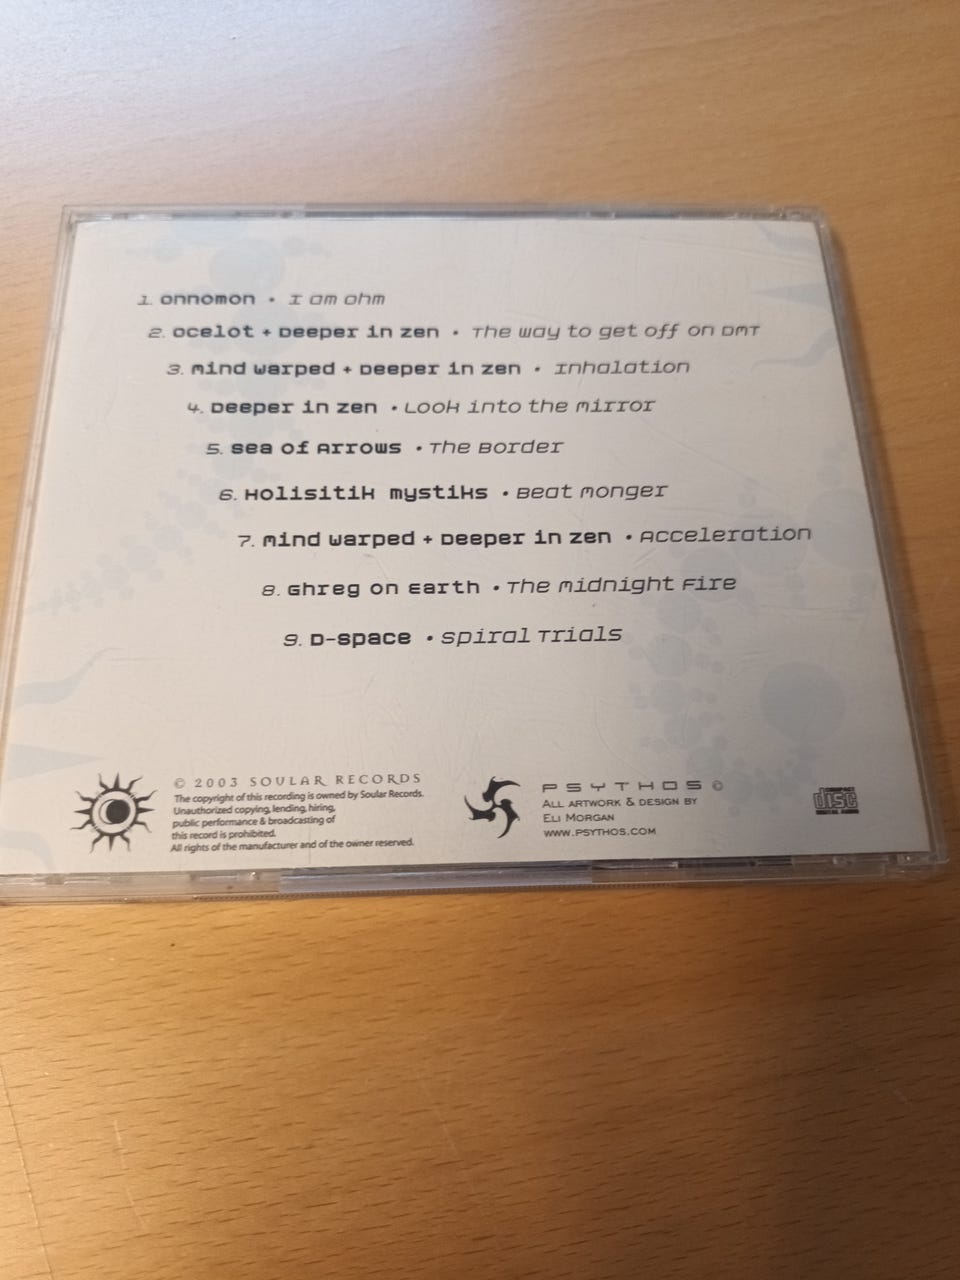 1. Onnomon • I am ohm
2. Ocelot + Deeper in Zen • The way to get off on DMT
3. Mind Warped + Deeper in Zen • Inhalation
4. Deeper in Zen • Look into the mirror
5. Sea of Arrows • The Border
6. Holisitik Mystiks • Beat Monger
7. Mind Warped + Deeper in Zen • Acceleration
8. Ghreg on Earth • The Midnight Fire
9. D-Space • Spiral Trials
© 2003 SOULAR RECORDS
The copyright of this recording is owned by Soular Records.
Unauthorized copying, lending, hiring,
public performance & broadcasting of
this record is prohibited.
All rights of the manufacturer and of the owner reserved.
PSYTHOS ©
ALL ARTWORK & DESIGN BY
ELI MORGAN
WWW.PSYTHOS.COM
COMPACT
disc
DIGITAL AUDIO